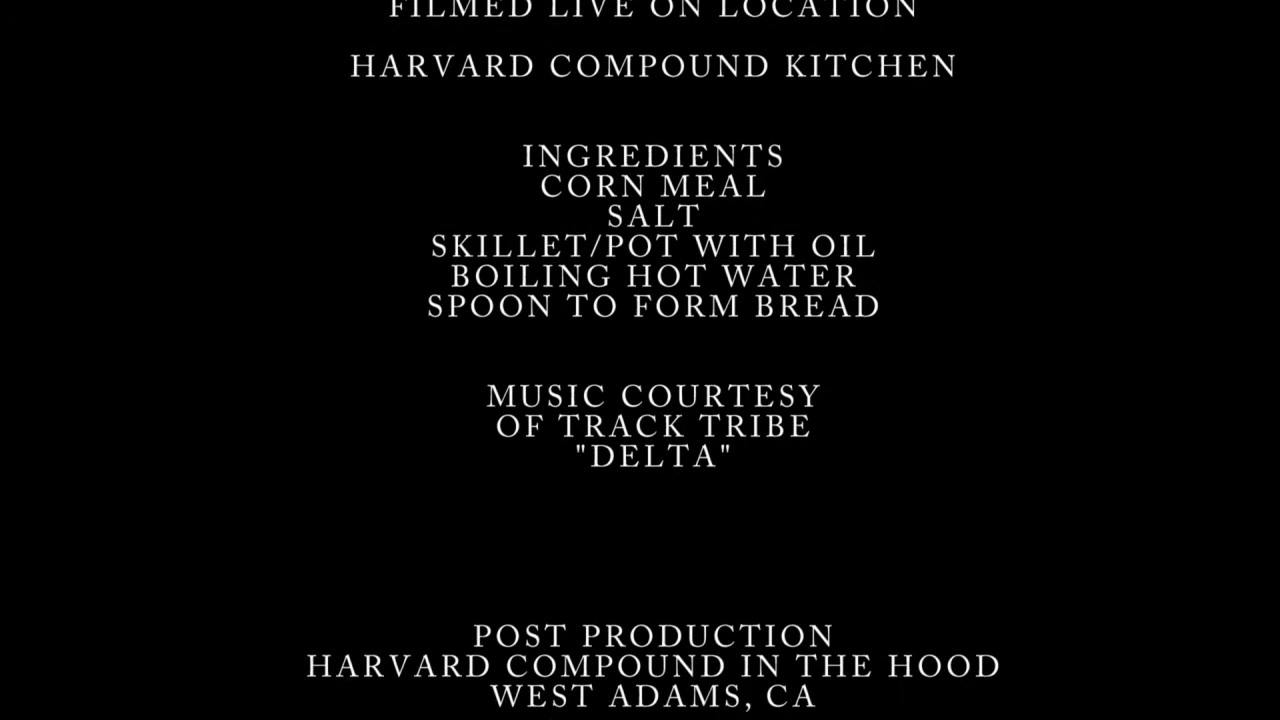 FILMED LIVE ON LOCATION
HARVARD COMPOUND KITCHEN
INGREDIENTS
CORN MEAL
SALT
SKILLET/POT WITH OIL
BOILING HOT WATER
SPOON TO FORM BREAD
MUSIC COURTESY
OF TRACK TRIBE
"DELTA"
POST PRODUCTION
HARVARD COMPOUND IN THE HOOD
WEST ADAMS, CA